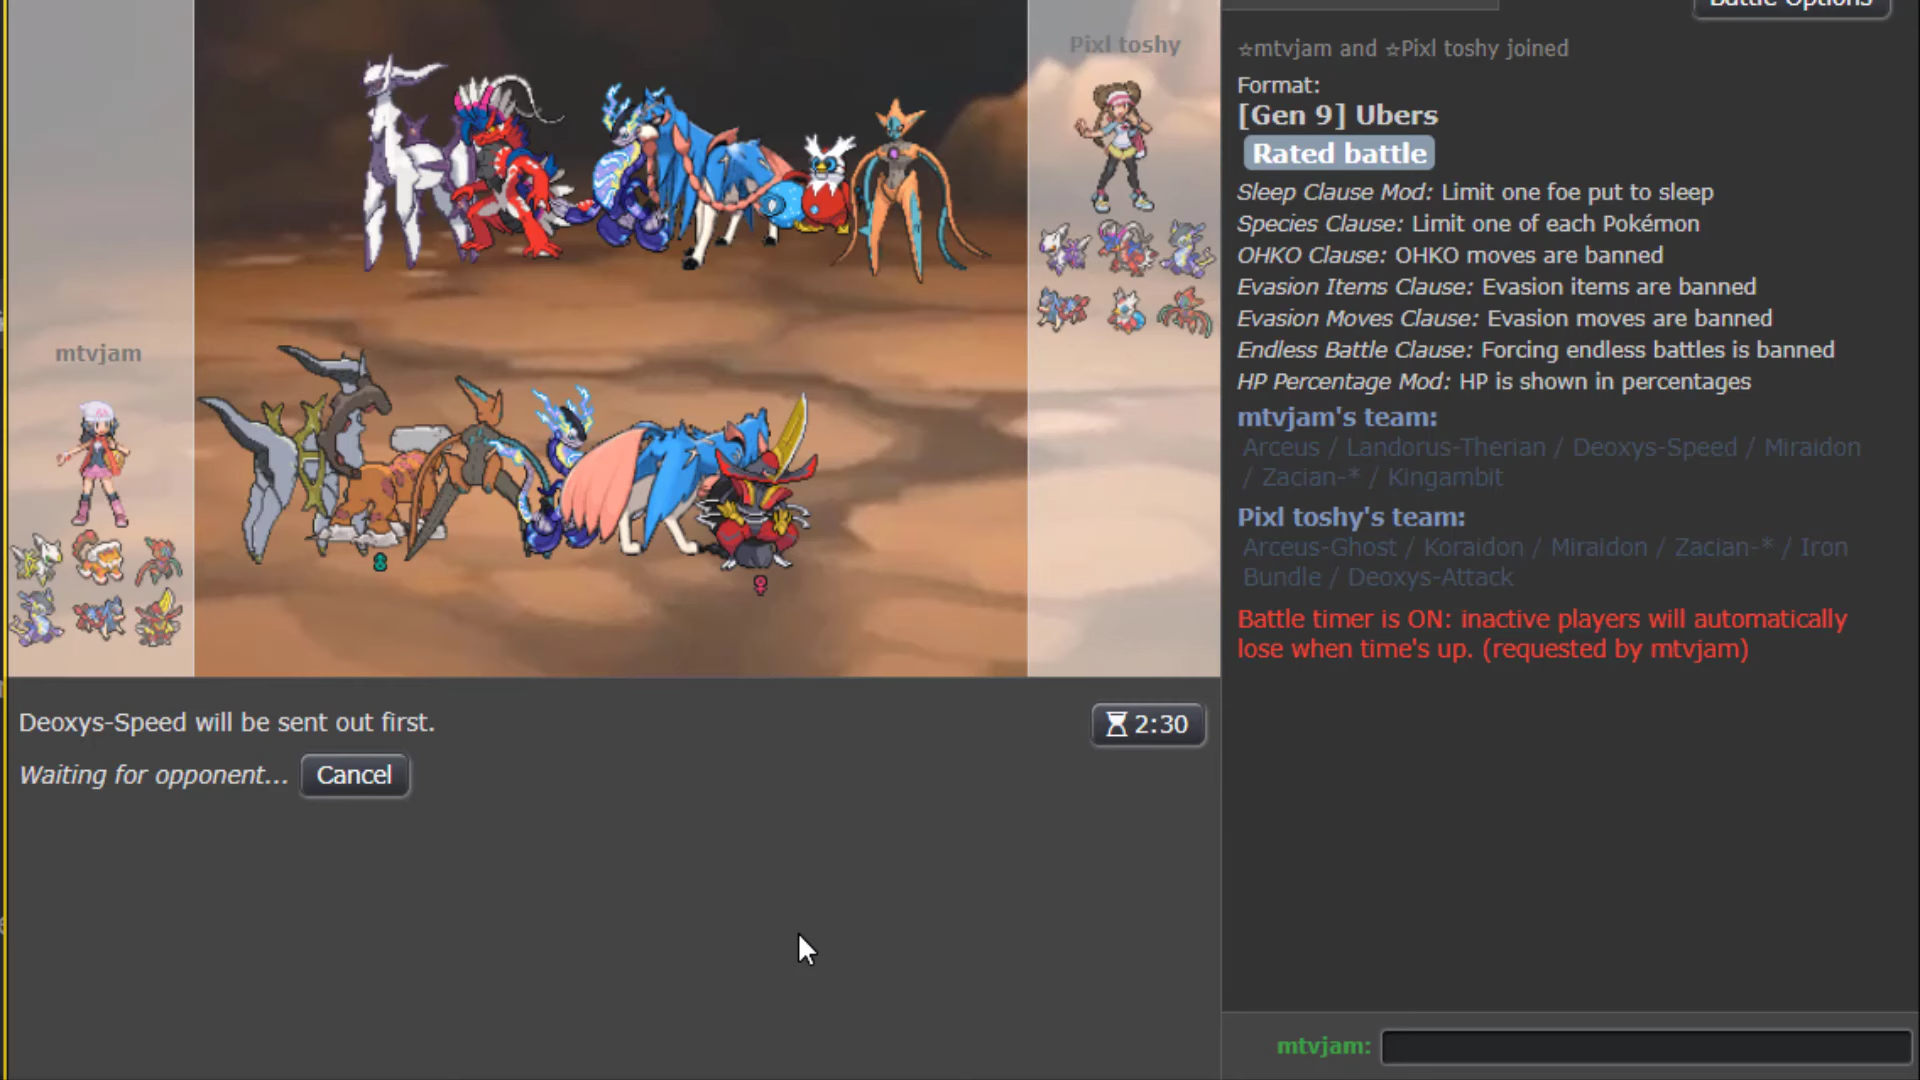 Battle Options
Pixl toshy
mtvjam
☆mtvjam and ☆Pixl toshy joined
Format:
[Gen 9] Ubers
Rated battle
Sleep Clause Mod: Limit one foe put to sleep
Species Clause: Limit one of each Pokémon
OHKO Clause: OHKO moves are banned
Evasion Items Clause: Evasion items are banned
Evasion Moves Clause: Evasion moves are banned
Endless Battle Clause: Forcing endless battles is banned
HP Percentage Mod: HP is shown in percentages
mtvjam's team:
Arceus / Landorus-Therian / Deoxys-Speed / Miraidon
/ Zacian-* / Kingambit
Pixl toshy's team:
Arceus-Ghost / Koraidon / Miraidon / Zacian-* / Iron
Bundle / Deoxys-Attack
Battle timer is ON: inactive players will automatically
lose when time's up. (requested by mtvjam)
Deoxys-Speed will be sent out first.
2:30
Waiting for opponent... Cancel
mtvjam: